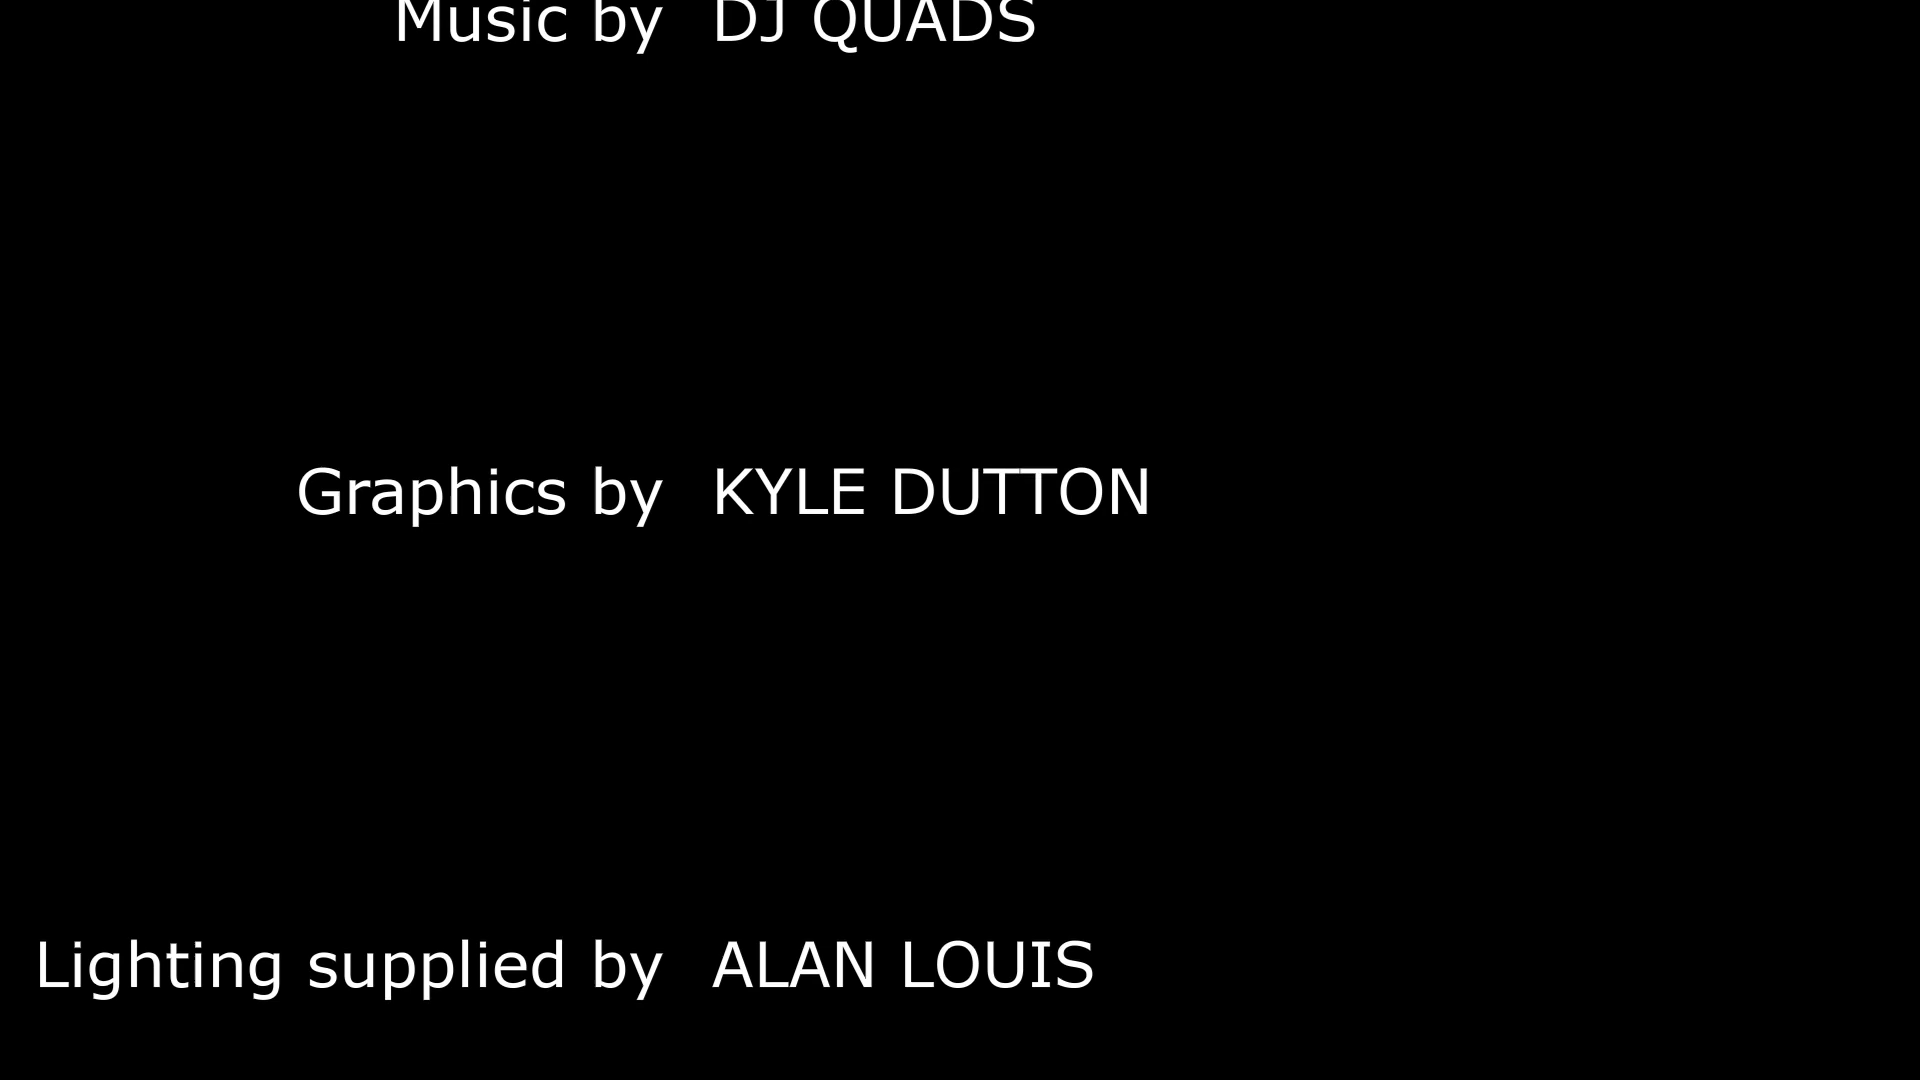 Music by DJ QUADS
Graphics by KYLE DUTTON
Lighting supplied by ALAN LOUIS